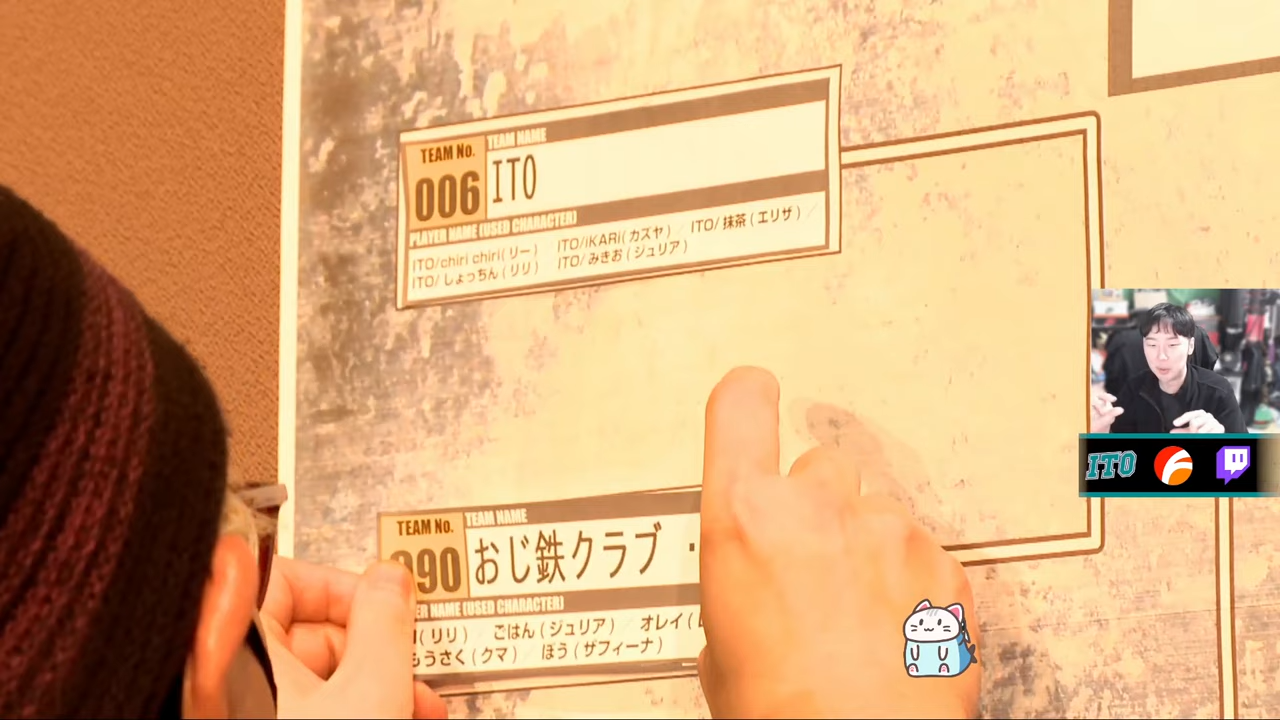 TEAM No.
006
TEAM NAME
ITO
PLAYER NAME (USED CHARACTER)
ITO/chiri chiri(リー) ITO/iKARi(カズヤ) ITO/抹茶(エリザ)
ITO/しょっちん(リリ) ITO/みきお(ジュリア)
TEAM No.
090
TEAM NAME
おじ鉄クラブ・
NAME (USED CHARACTER)
(リリ) ごはん(ジュリア) オレイ(
もうさく(クマ) ほう(ザフィーナ)
ITO